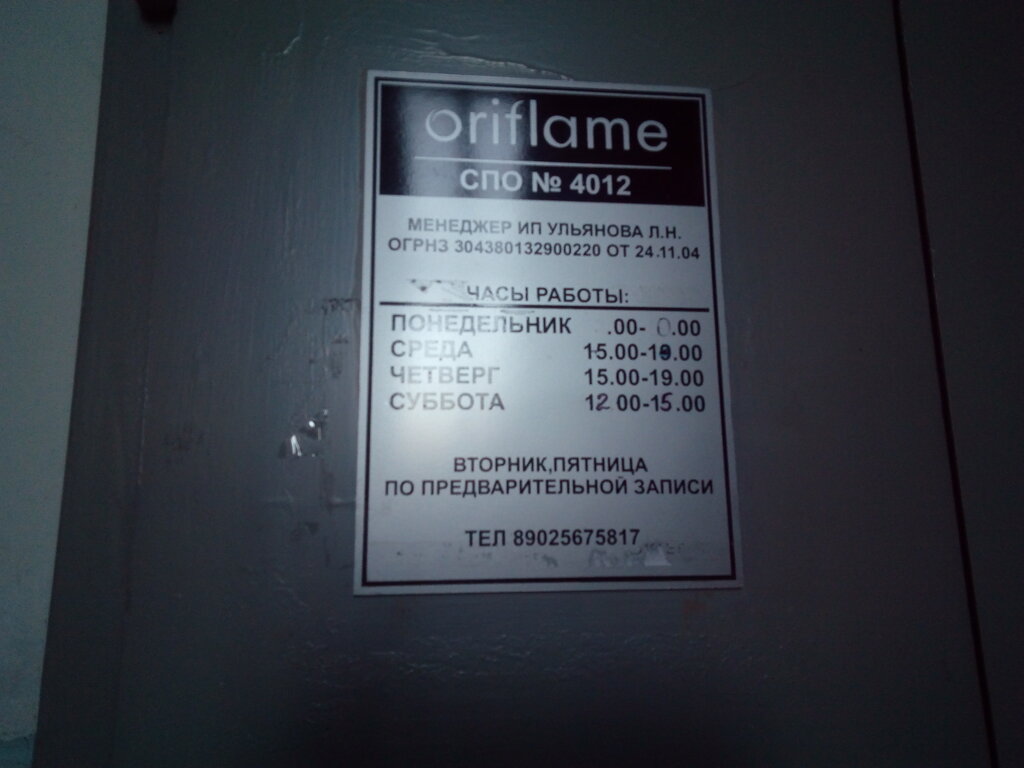 oriflame
СПО № 4012
МЕНЕДЖЕР ИП УЛЬЯНОВА Л.Н.
ОГРНЗ 304380132900220 ОТ 24.11.04
ЧАСЫ РАБОТЫ:
ПОНЕДЕЛЬНИК
СРЕДА 15.00-19.00
ЧЕТВЕРГ 15.00-19.00
СУББОТА 12.00-15.00
ВТОРНИК,ПЯТНИЦА
ПО ПРЕДВАРИТЕЛЬНОЙ ЗАПИСИ
ТЕЛ 89025675817